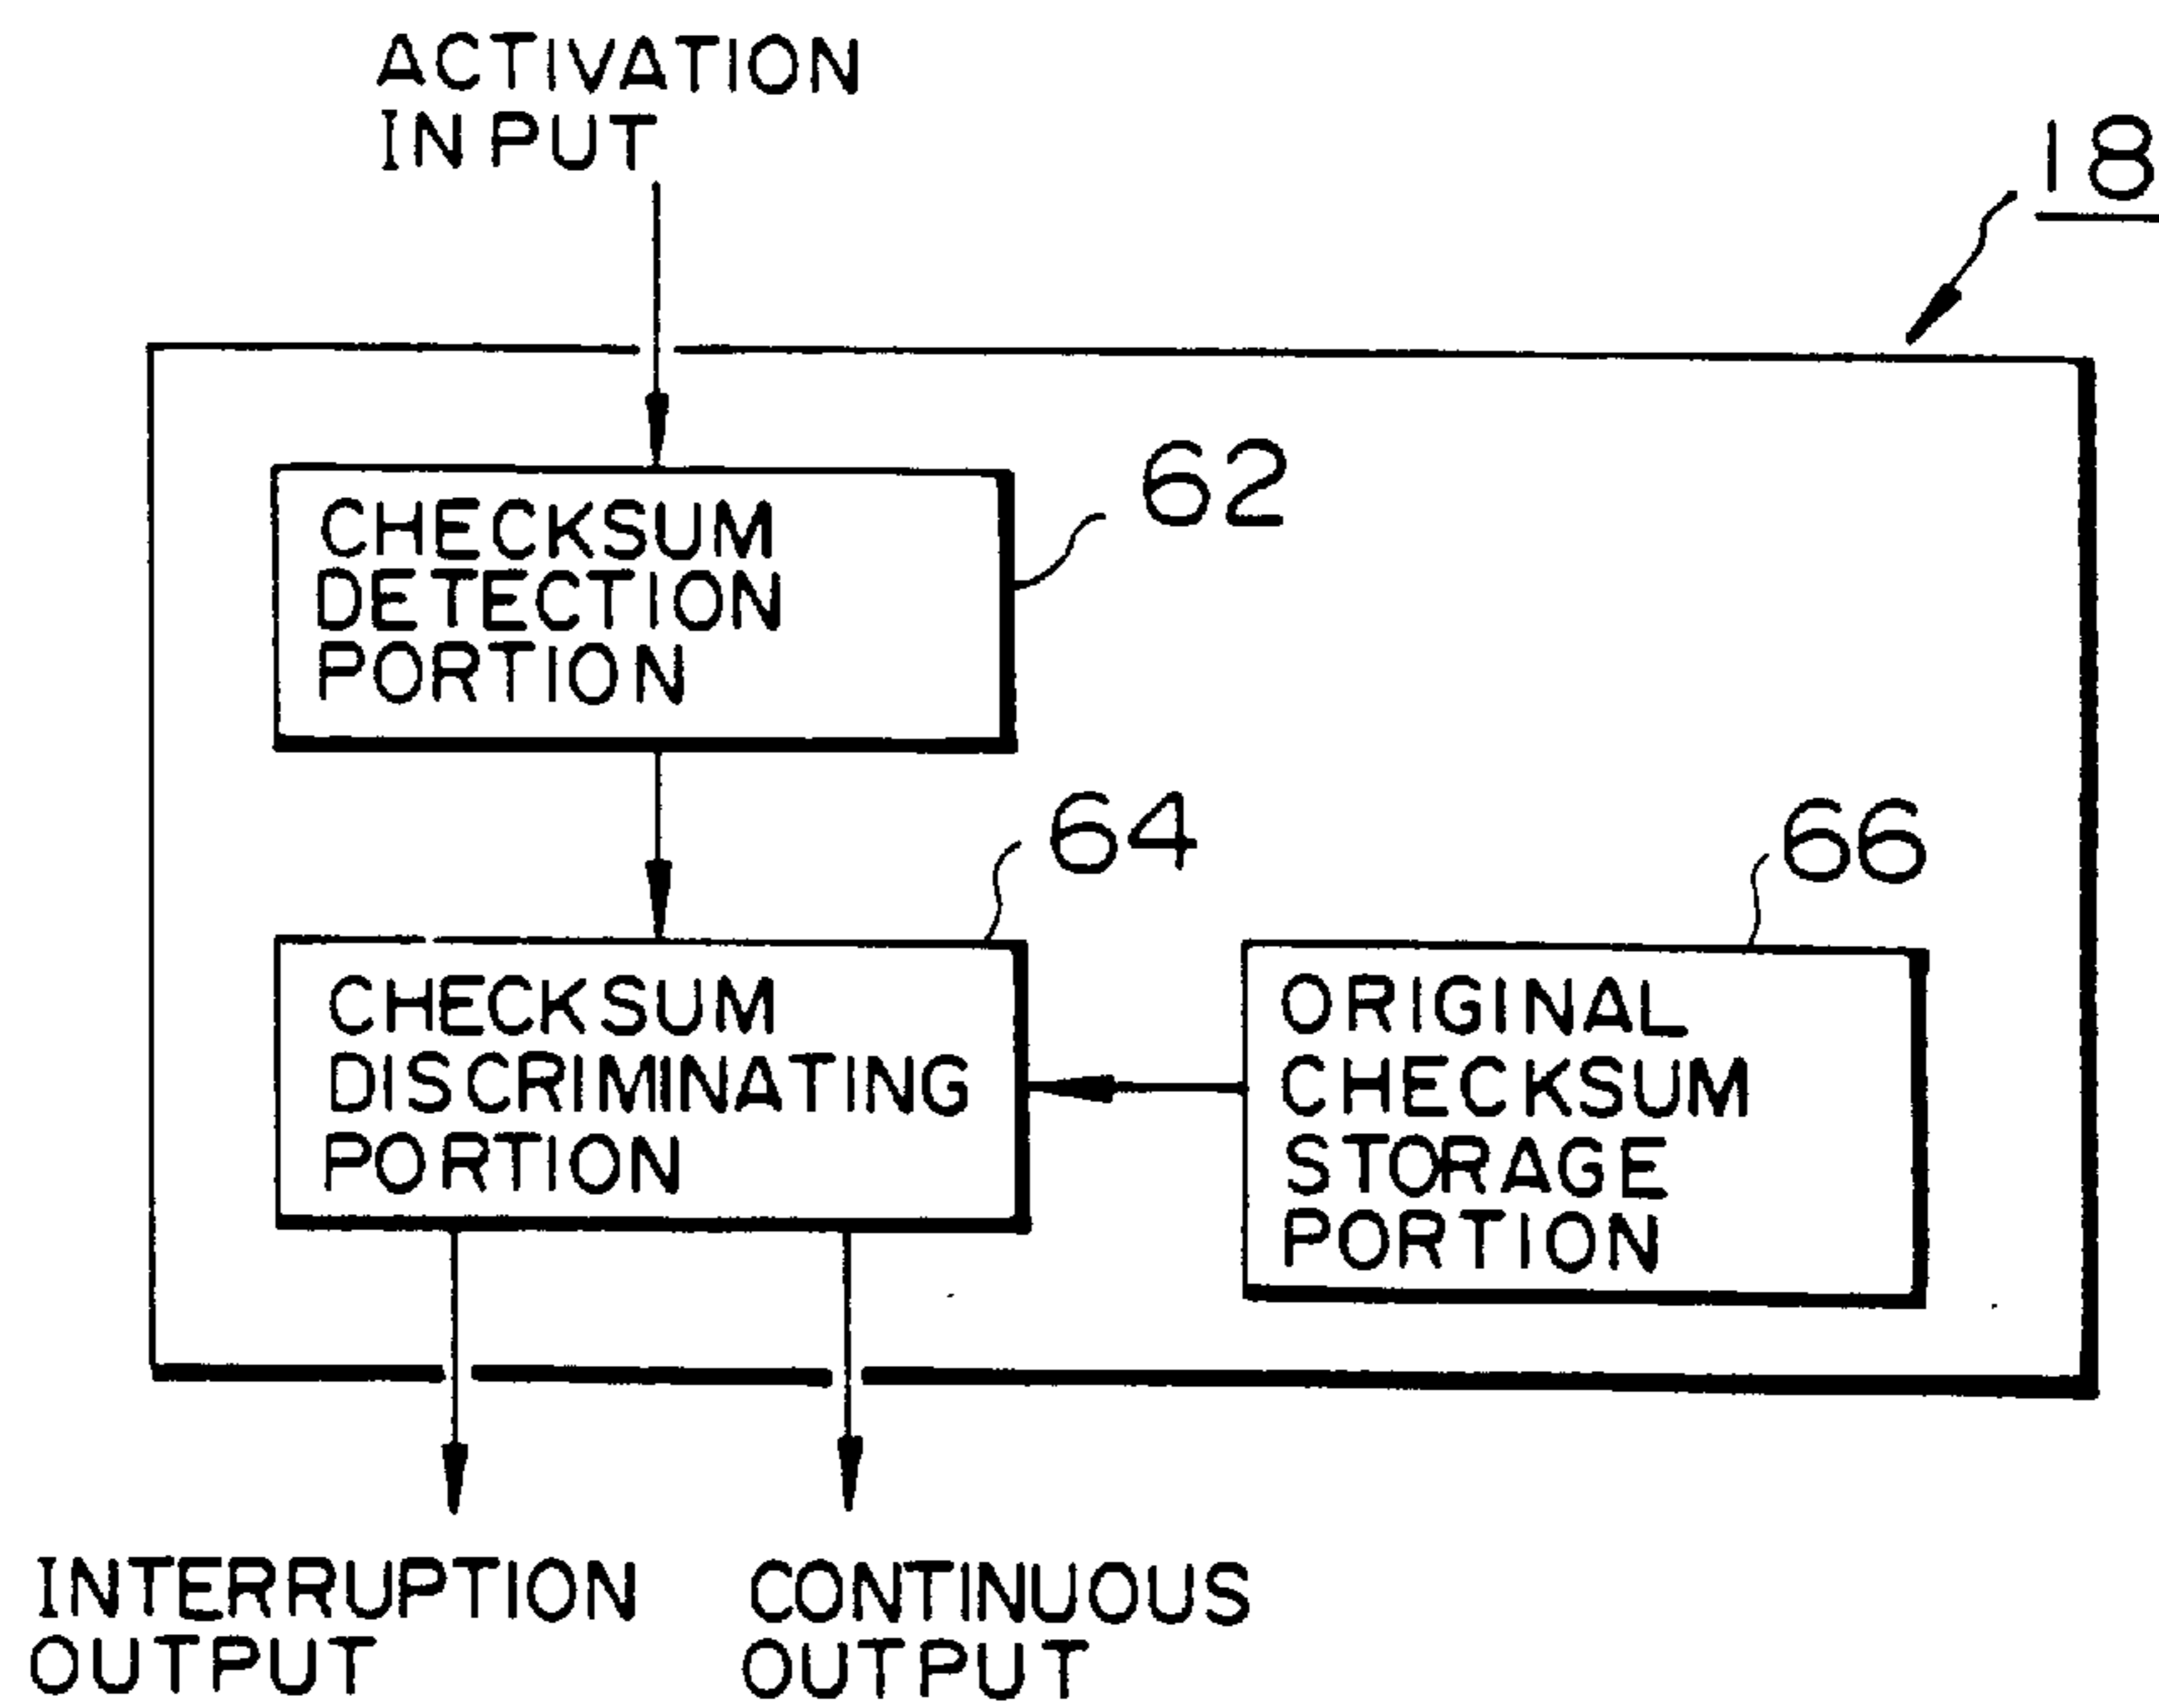 ACTIVATION
INPUT
18
62
CHECKSUM
DETECTION
PORTION
64
66
CHECKSUM
DISCRIMINATING
PORTION
ORIGINAL
CHECKSUM
STORAGE
PORTION
INTERRUPTION
OUTPUT
CONTINUOUS
OUTPUT